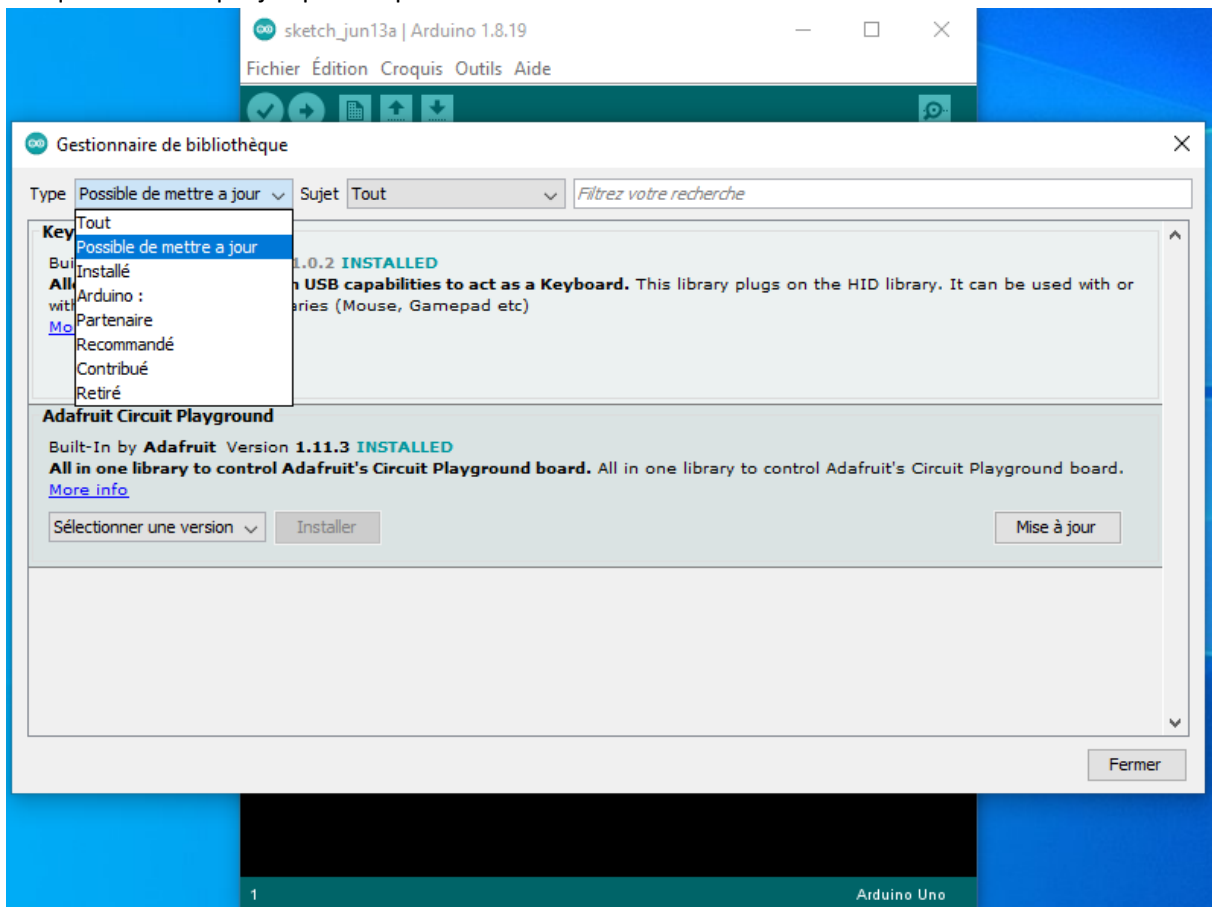 sketch_jun13a | Arduino 1.8.19
Fichier Édition Croquis Outils Aide
Gestionnaire de bibliothèque
Type Possible de mettre a jour Sujet Tout Filtrez votre recherche
Tout
Possible de mettre a jour
Installé
Arduino :
Partenaire
Recommandé
Contribué
Retiré
Key
Bui 1.0.2 INSTALLED
All USB capabilities to act as a Keyboard. This library plugs on the HID library. It can be used with or
with aries (Mouse, Gamepad etc)
Mo
Adafruit Circuit Playground
Built-In by Adafruit Version 1.11.3 INSTALLED
All in one library to control Adafruit's Circuit Playground board. All in one library to control Adafruit's Circuit Playground board.
More info
Sélectionner une version Installer Mise à jour
Fermer
1 Arduino Uno